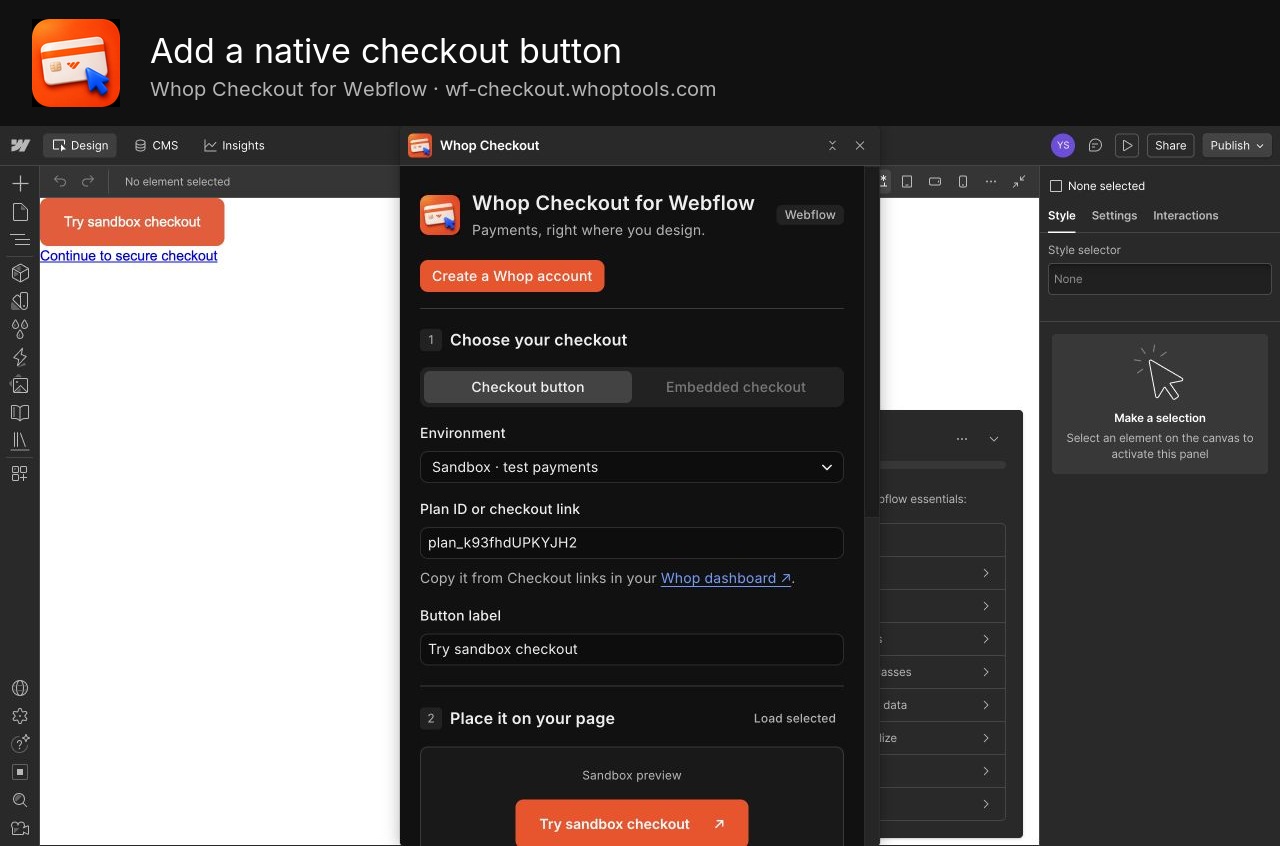 Add a native checkout button
Whop Checkout for Webflow · wf-checkout.whoptools.com
Design
CMS
Insights
Whop Checkout
YS
Share
Publish
No element selected
None selected
Try sandbox checkout
Continue to secure checkout
Whop Checkout for Webflow
Payments, right where you design.
Webflow
Create a Whop account
1
Choose your checkout
Checkout button
Embedded checkout
Environment
Sandbox · test payments
Plan ID or checkout link
plan_k93fhdUPKYJH2
Copy it from Checkout links in your Whop dashboard ↗.
Button label
Try sandbox checkout
2
Place it on your page
Load selected
Sandbox preview
Try sandbox checkout ↗
essentials:
data
Style
Settings
Interactions
Style selector
None
Make a selection
Select an element on the canvas to
activate this panel